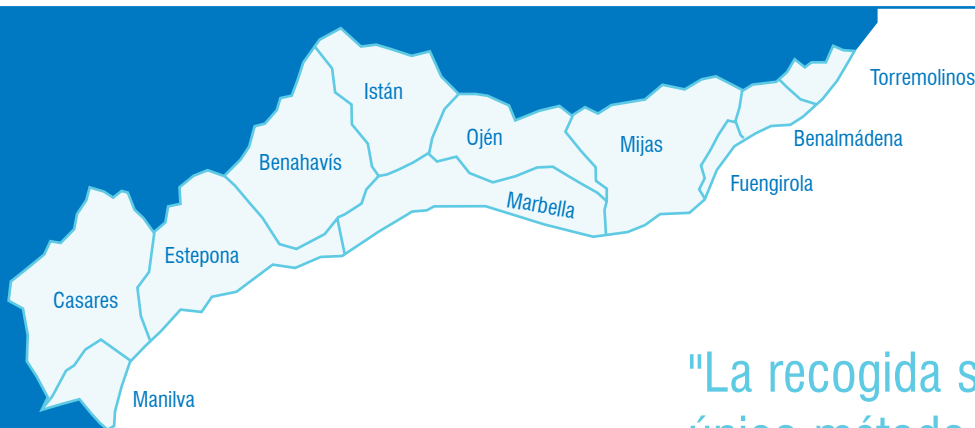 Torremolinos
Istán
Ojén
Mijas
Benalmádena
Benahavís
Fuengirola
Marbella
Estepona
Casares
Manilva
"La recogida s